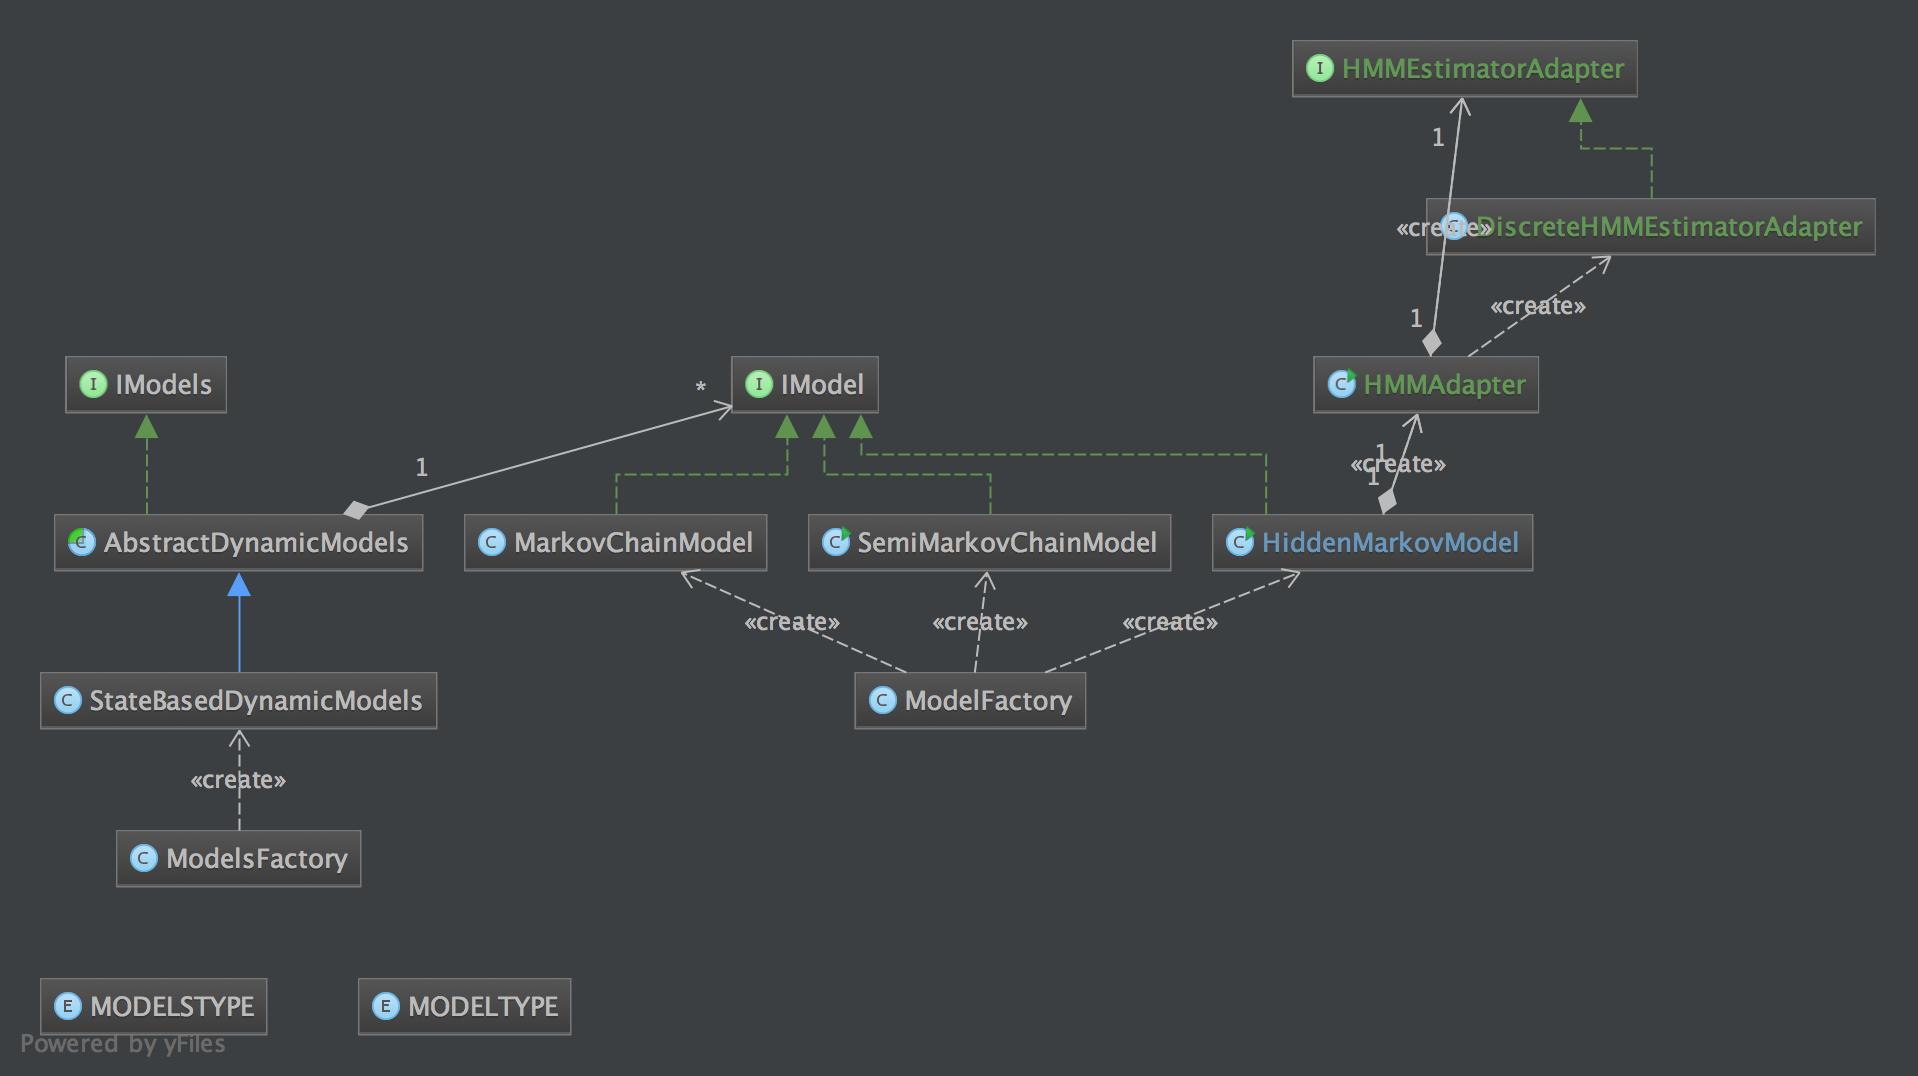 I HMMEstimatorAdapter
1
«create» C DiscreteHMMEstimatorAdapter
«create»
1
I IModels
* I IModel
C HMMAdapter
1
1
«create»
1
C AbstractDynamicModels
C MarkovChainModel
C SemiMarkovChainModel
C HiddenMarkovModel
«create»
«create»
«create»
C StateBasedDynamicModels
C ModelFactory
«create»
C ModelsFactory
E MODELSTYPE
E MODELTYPE
Powered by yFiles